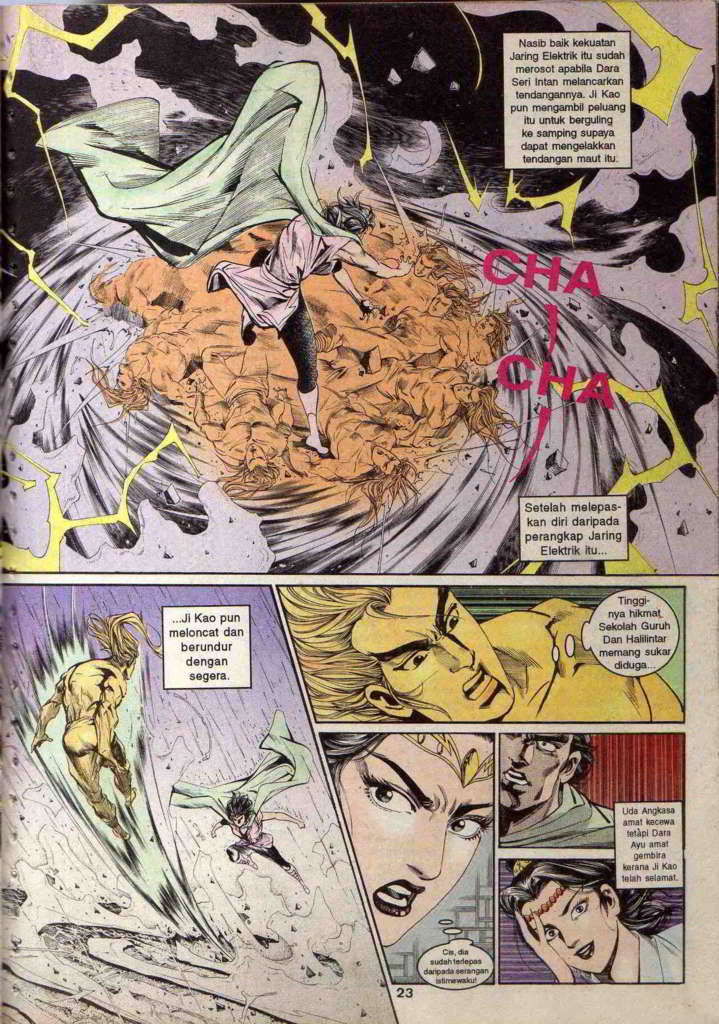 Nasib baik kekuatan
Jaring Elektrik itu sudah
merosot apabila Dara
Seri Intan melancarkan
tendangannya. Ji Kao
pun mengambil peluang
itu untuk berguling
ke samping supaya
dapat mengelakkan
tendangan maut itu.
CHA
CHA
Setelah melepas-
kan diri daripada
perangkap Jaring
Elektrik itu...
...Ji Kao pun
meloncat dan
berundur
dengan
segera.
Tinggi-
nya hikmat
Sekolah Guruh
Dan Halilintar
memang sukar
diduga...
Uda Angkasa
amat kecewa
tetapi Dara
Ayu amat
gembira
kerana Ji Kao
telah selamat.
Cis, dia
sudah terlepas
daripada serangan
istimewaku!
23